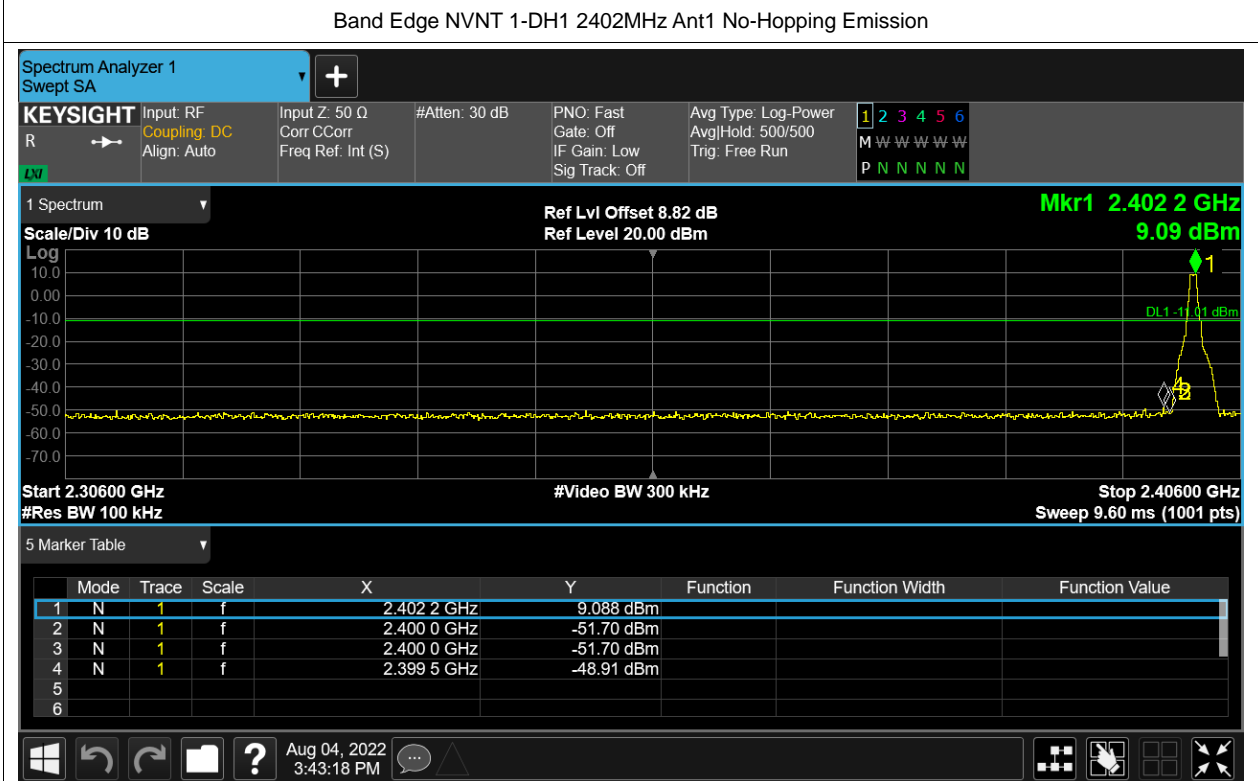 Band Edge NVNT 1-DH1 2402MHz Ant1 No-Hopping Emission
Spectrum Analyzer 1
Swept SA
+
KEYSIGHT
R
LXI
Input: RF
Coupling: DC
Align: Auto
Input Z: 50 Ω
Corr CCorr
Freq Ref: Int (S)
#Atten: 30 dB
PNO: Fast
Gate: Off
IF Gain: Low
Sig Track: Off
Avg Type: Log-Power
Avg|Hold: 500/500
Trig: Free Run
1 2 3 4 5 6
M W W W W W
P N N N N N
1 Spectrum
Scale/Div 10 dB
Ref Lvl Offset 8.82 dB
Ref Level 20.00 dBm
Mkr1 2.402 2 GHz
9.09 dBm
Log
10.0
0.00
-10.0
-20.0
-30.0
-40.0
-50.0
-60.0
-70.0
1
DL1 -11.01 dBm
Start 2.30600 GHz
#Res BW 100 kHz
#Video BW 300 kHz
Stop 2.40600 GHz
Sweep 9.60 ms (1001 pts)
5 Marker Table
Mode Trace Scale X Y Function Function Width Function Value
1 N 1 f 2.402 2 GHz 9.088 dBm
2 N 1 f 2.400 0 GHz -51.70 dBm
3 N 1 f 2.400 0 GHz -51.70 dBm
4 N 1 f 2.399 5 GHz -48.91 dBm
5
6
?
Aug 04, 2022
3:43:18 PM